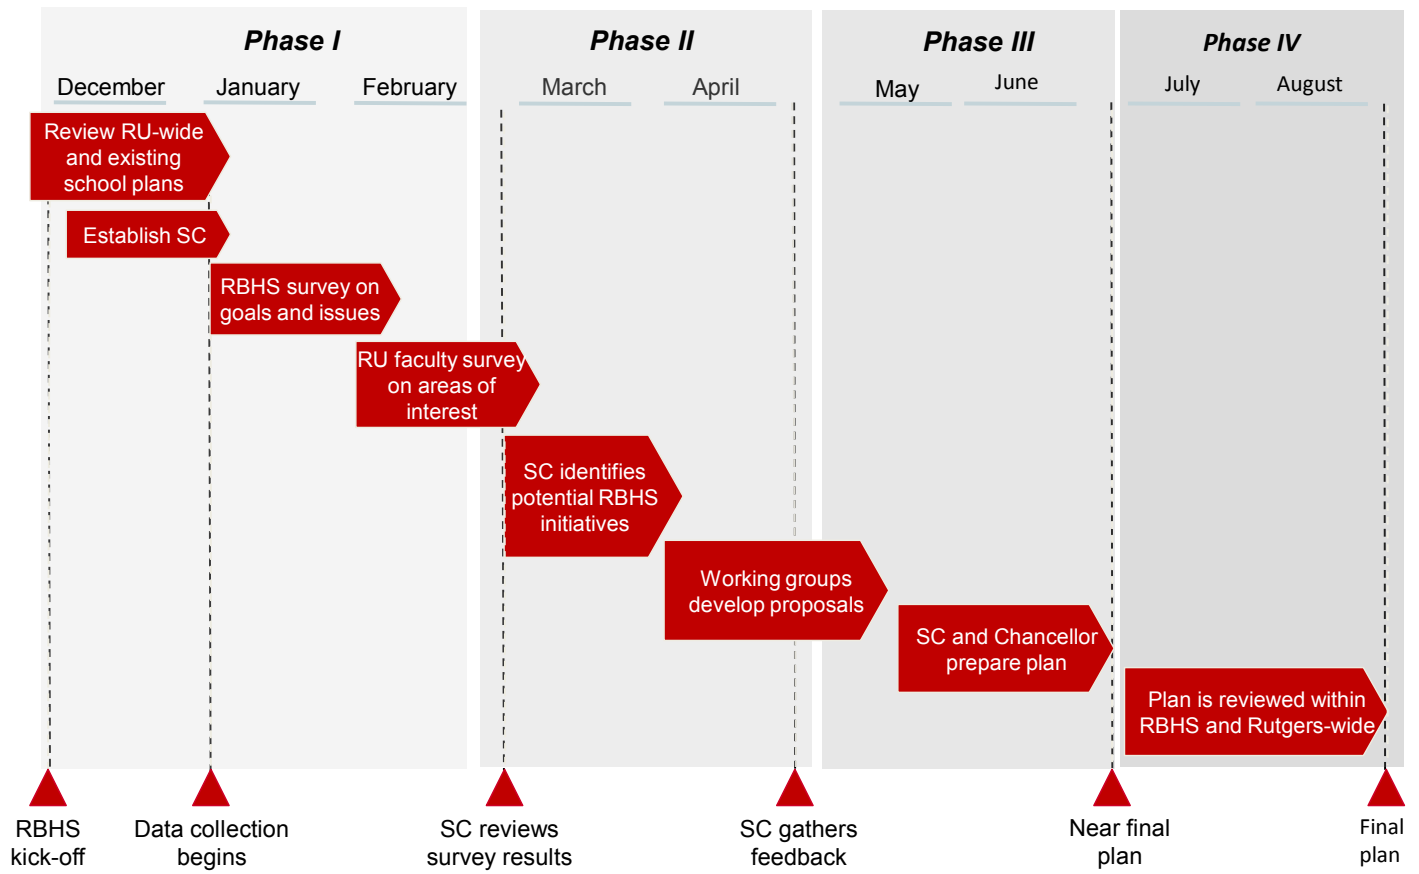 Phase I
Phase II
Phase III
Phase IV
December
January
February
March
April
May
June
July
August
Review RU-wide
and existing
school plans
Establish SC
RBHS survey on
goals and issues
RU faculty survey
on areas of
interest
SC identifies
potential RBHS
initiatives
Working groups
develop proposals
SC and Chancellor
prepare plan
Plan is reviewed within
RBHS and Rutgers-wide
RBHS
kick-off
Data collection
begins
SC reviews
survey results
SC gathers
feedback
Near final
plan
Final
plan